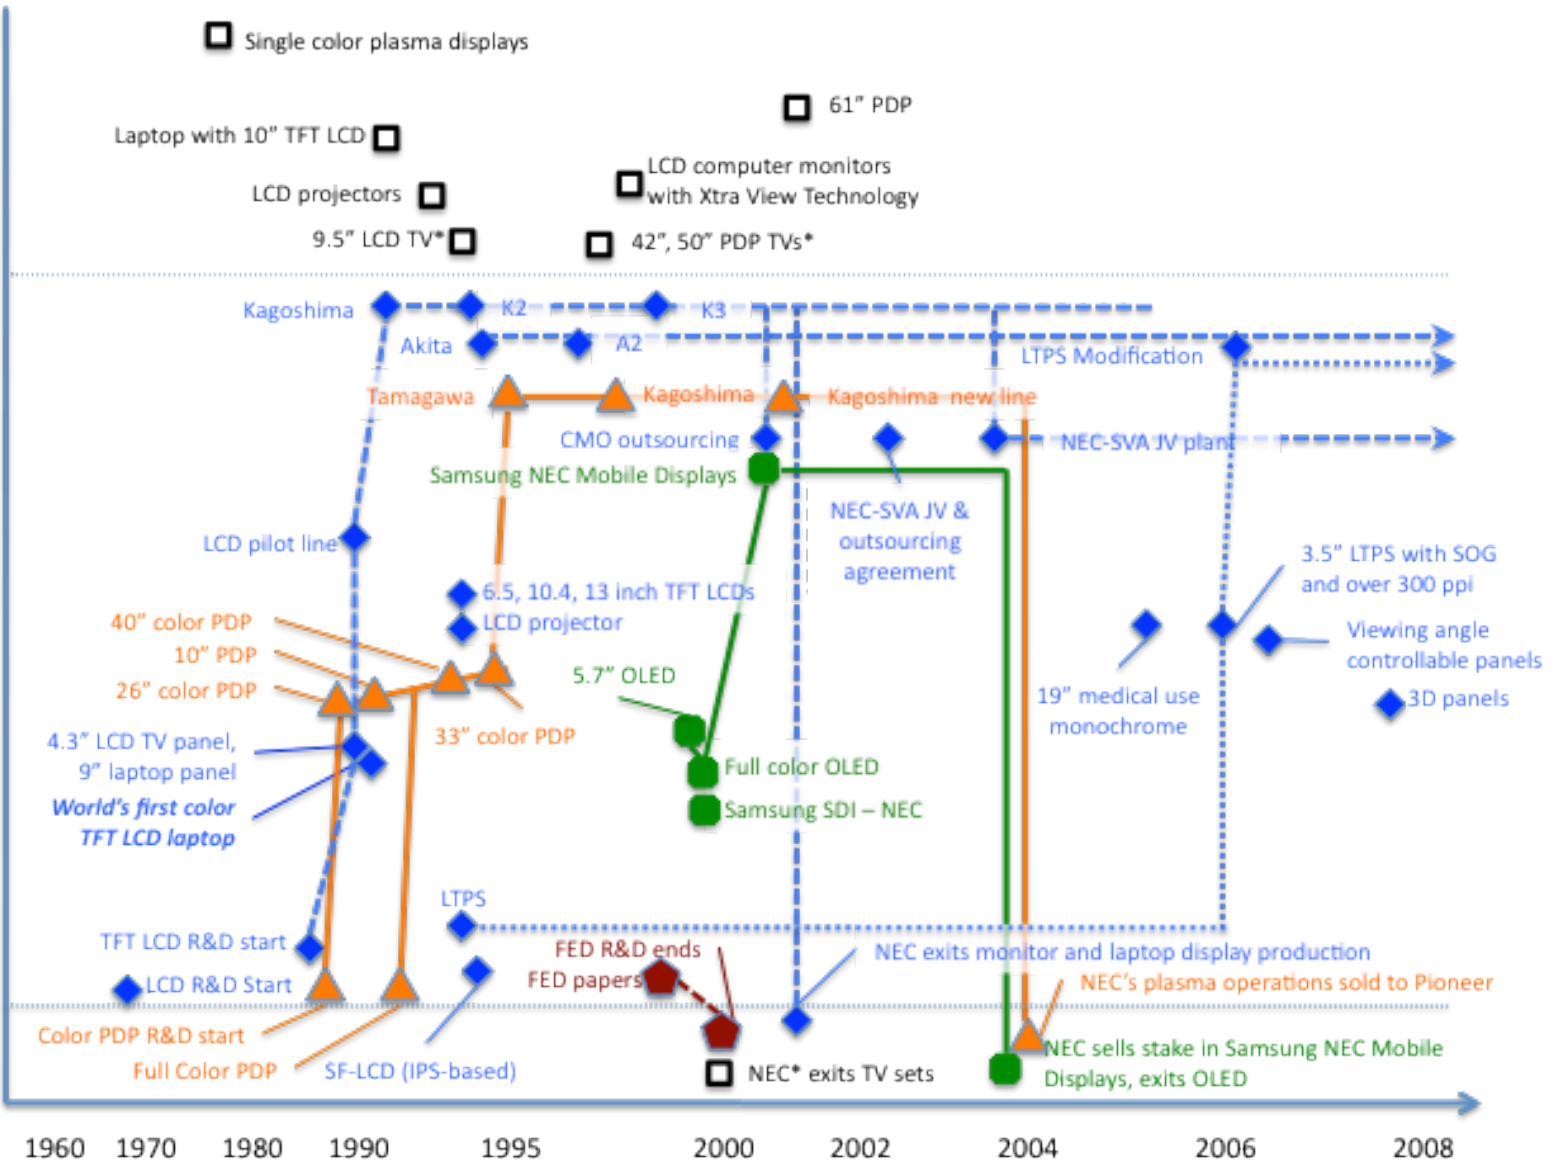 Single color plasma displays
61” PDP
Laptop with 10” TFT LCD
LCD computer monitors
with Xtra View Technology
LCD projectors
9.5” LCD TV*
42”, 50” PDP TVs*
Kagoshima
K2
K3
Akita
A2
LTPS Modification
Tamagawa
Kagoshima
Kagoshima new line
CMO outsourcing
NEC-SVA JV plant
Samsung NEC Mobile Displays
NEC-SVA JV &
outsourcing
agreement
LCD pilot line
3.5” LTPS with SOG
and over 300 ppi
6.5, 10.4, 13 inch TFT LCDs
LCD projector
40” color PDP
10” PDP
26” color PDP
Viewing angle
controllable panels
5.7” OLED
19” medical use
monochrome
3D panels
33” color PDP
4.3” LCD TV panel,
9” laptop panel
Full color OLED
World’s first color
TFT LCD laptop
Samsung SDI – NEC
LTPS
TFT LCD R&D start
FED R&D ends
NEC exits monitor and laptop display production
LCD R&D Start
FED papers
NEC’s plasma operations sold to Pioneer
Color PDP R&D start
Full Color PDP
SF-LCD (IPS-based)
NEC* exits TV sets
NEC sells stake in Samsung NEC Mobile
Displays, exits OLED
1960 1970 1980 1990 1995 2000 2002 2004 2006 2008